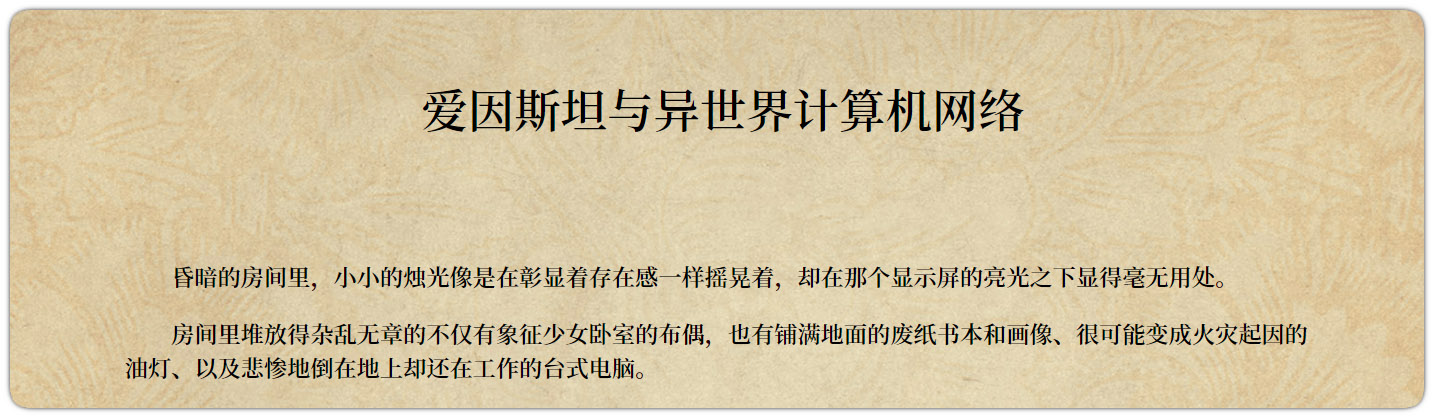 爱因斯坦与异世界计算机网络
昏暗的房间里，小小的烛光像是在彰显着存在感一样摇晃着，却在那个显示屏的亮光之下显得毫无用处。
房间里堆放得杂乱无章的不仅有象征少女卧室的布偶，也有铺满地面的废纸书本和画像、很可能变成火灾起因的
油灯、以及悲惨地倒在地上却还在工作的台式电脑。